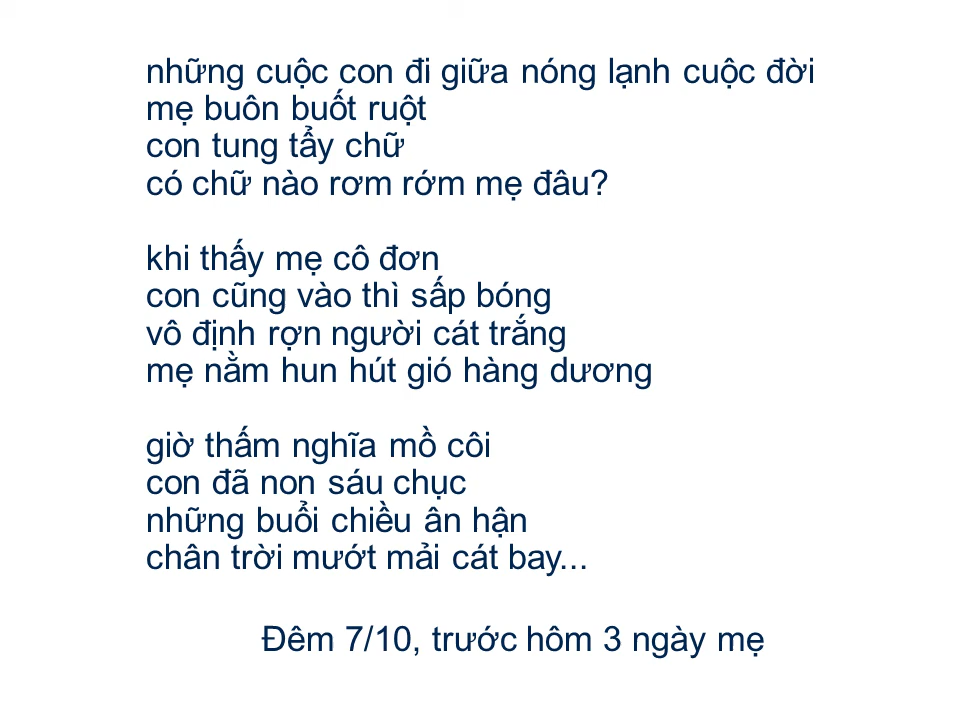 những cuộc con đi giữa nóng lạnh cuộc đời
mẹ buôn buốt ruột
con tung tẩy chữ
có chữ nào rơm rớm mẹ đâu?
khi thấy mẹ cô đơn
con cũng vào thì sấp bóng
vô định rợn người cát trắng
mẹ nằm hun hút gió hàng dương
giờ thấm nghĩa mồ côi
con đã non sáu chục
những buổi chiều ân hận
chân trời mướt mải cát bay...
Đêm 7/10, trước hôm 3 ngày mẹ